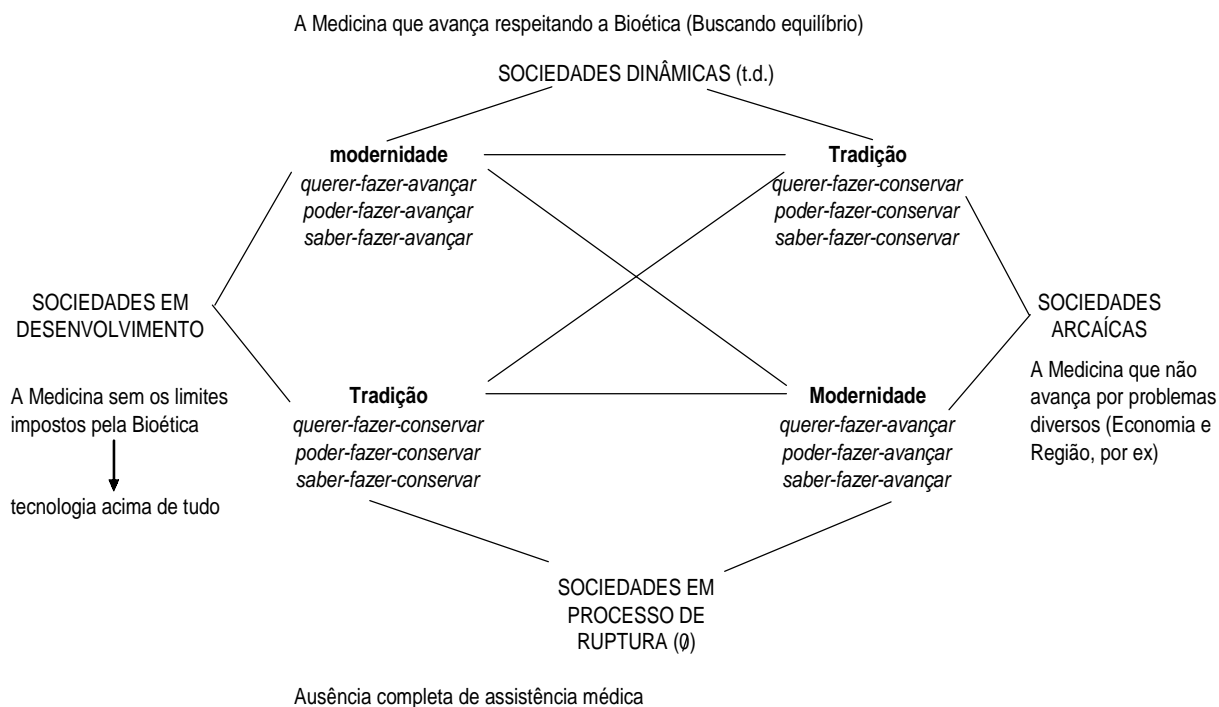 A Medicina que avança respeitando a Bioética (Buscando equilíbrio)
SOCIEDADES DINÂMICAS (t.d.)
modernidade
querer-fazer-avançar
poder-fazer-avançar
saber-fazer-avançar
Tradição
querer-fazer-conservar
poder-fazer-conservar
saber-fazer-conservar
SOCIEDADES EM
DESENVOLVIMENTO
A Medicina sem os limites
impostos pela Bioética
tecnologia acima de tudo
SOCIEDADES
ARCAÍCAS
A Medicina que não
avança por problemas
diversos (Economia e
Região, por ex)
Tradição
querer-fazer-conservar
poder-fazer-conservar
saber-fazer-conservar
Modernidade
querer-fazer-avançar
poder-fazer-avançar
saber-fazer-avançar
SOCIEDADES EM
PROCESSO DE
RUPTURA (0̸)
Ausência completa de assistência médica